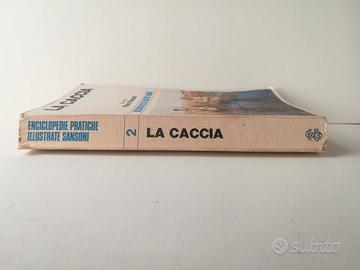 LA CACCIA
ENCICLOPEDIE PRATICHE
ILLUSTRATE SANSONI
2
LA CACCIA
subito